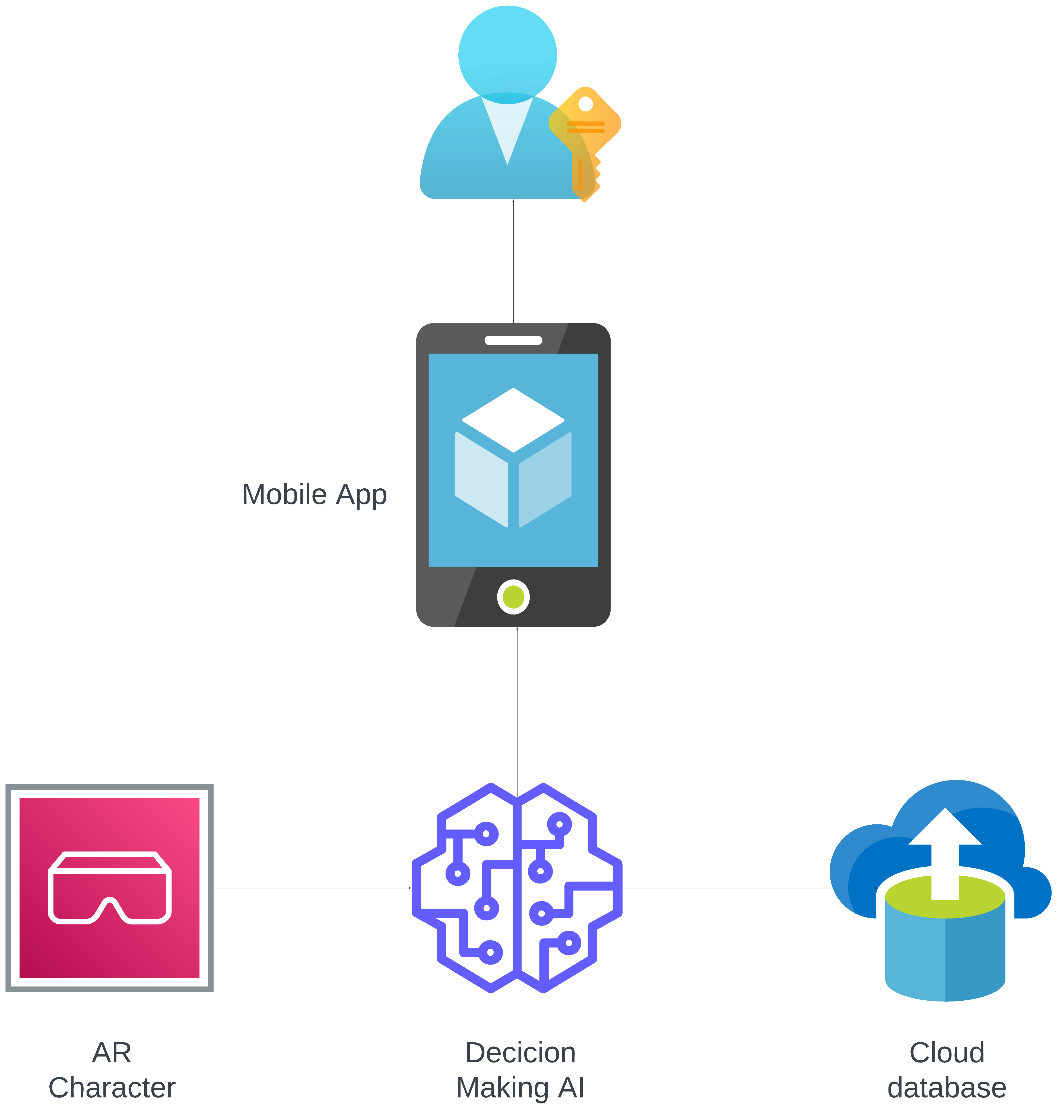 Mobile App
AR
Character
Decicion
Making AI
Cloud
database